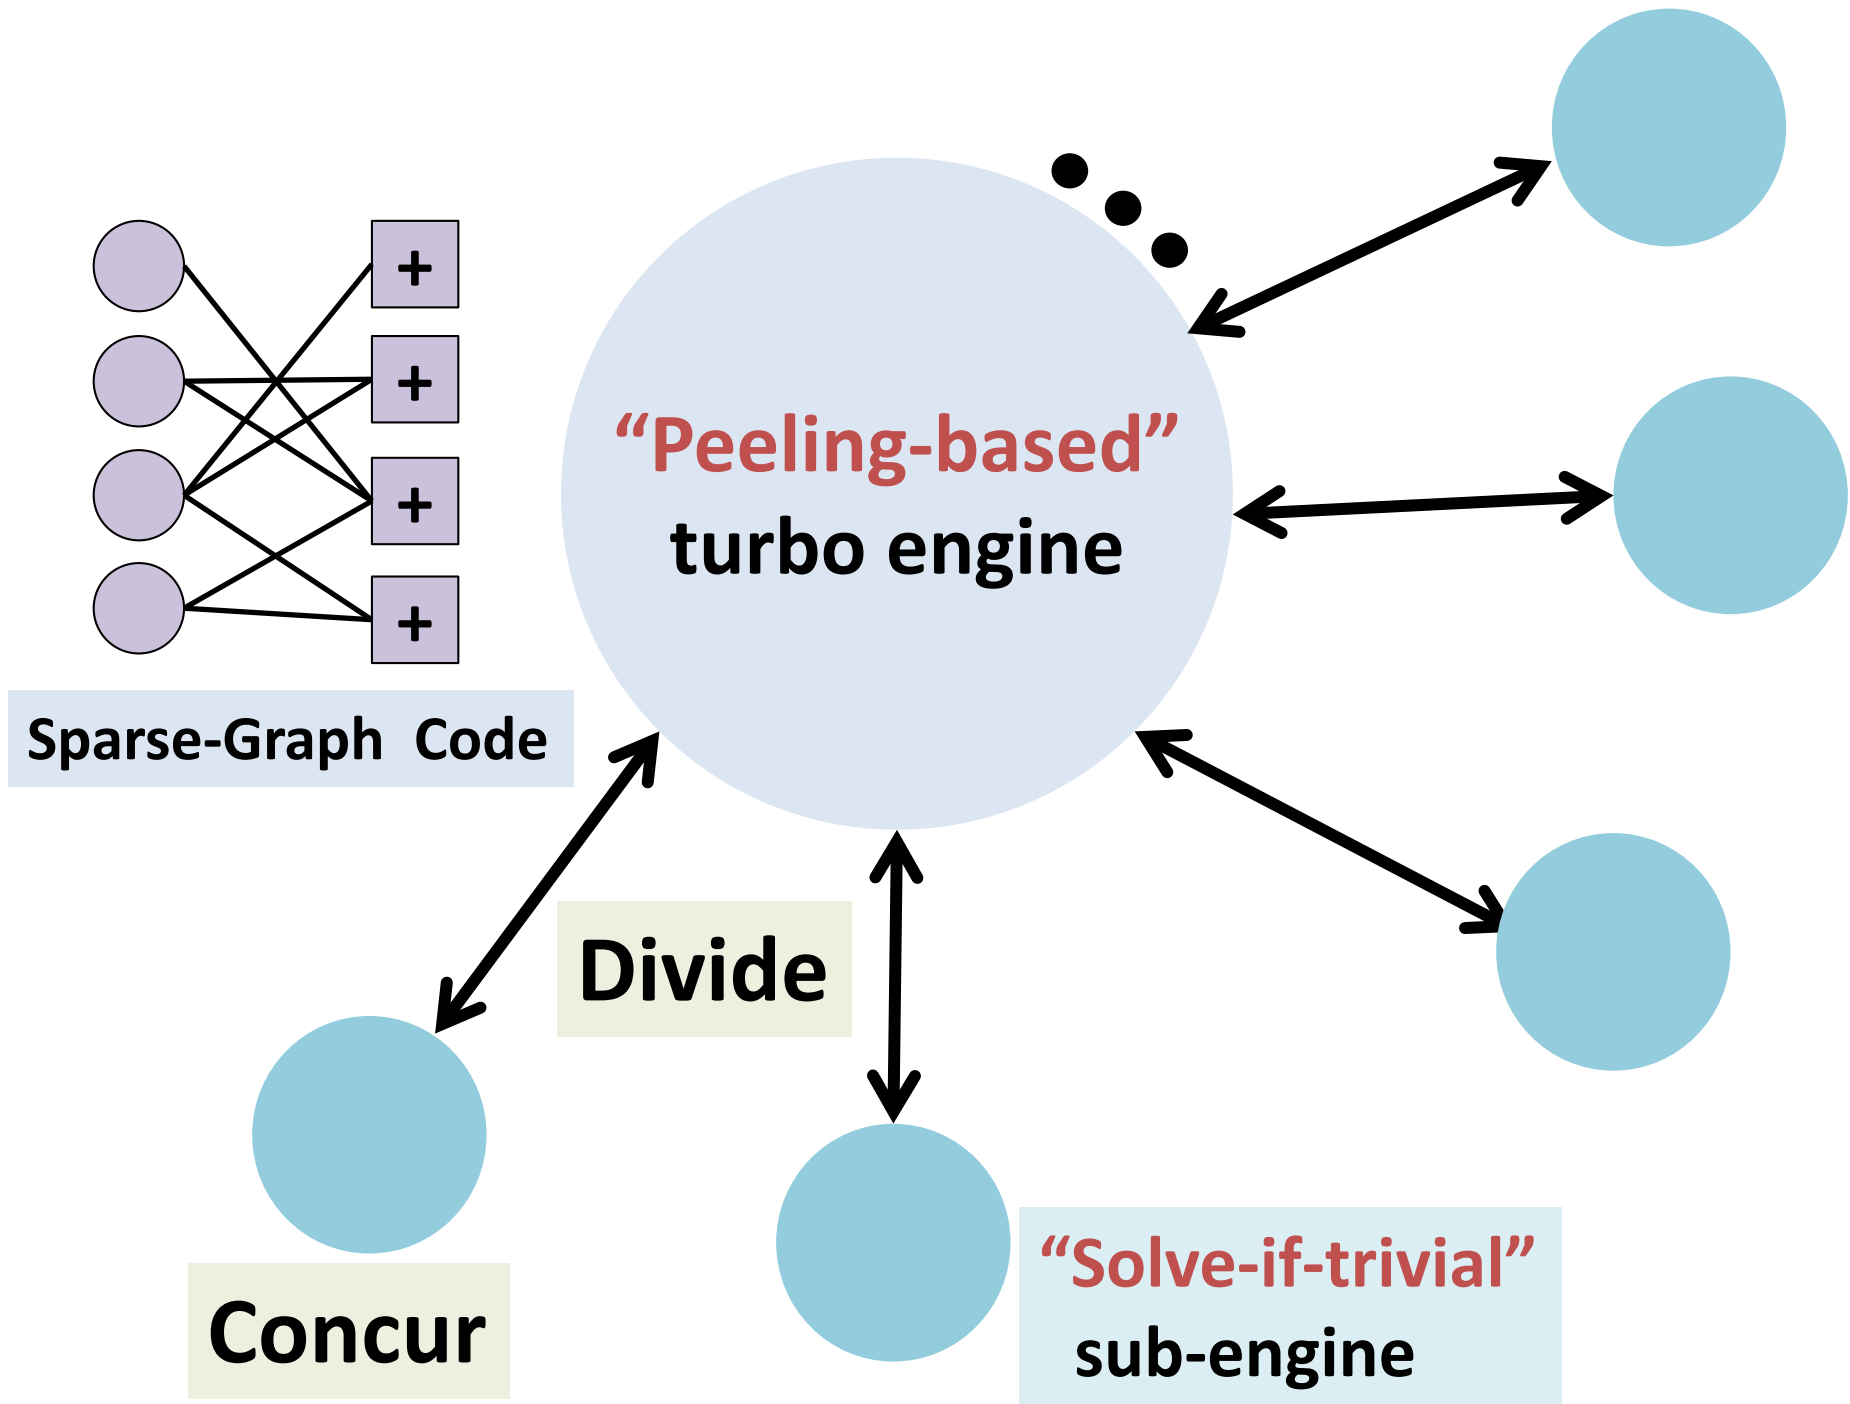 +
+
+
+
“Peeling-based”
turbo engine
Sparse-Graph Code
Divide
Concur
“Solve-if-trivial”
sub-engine